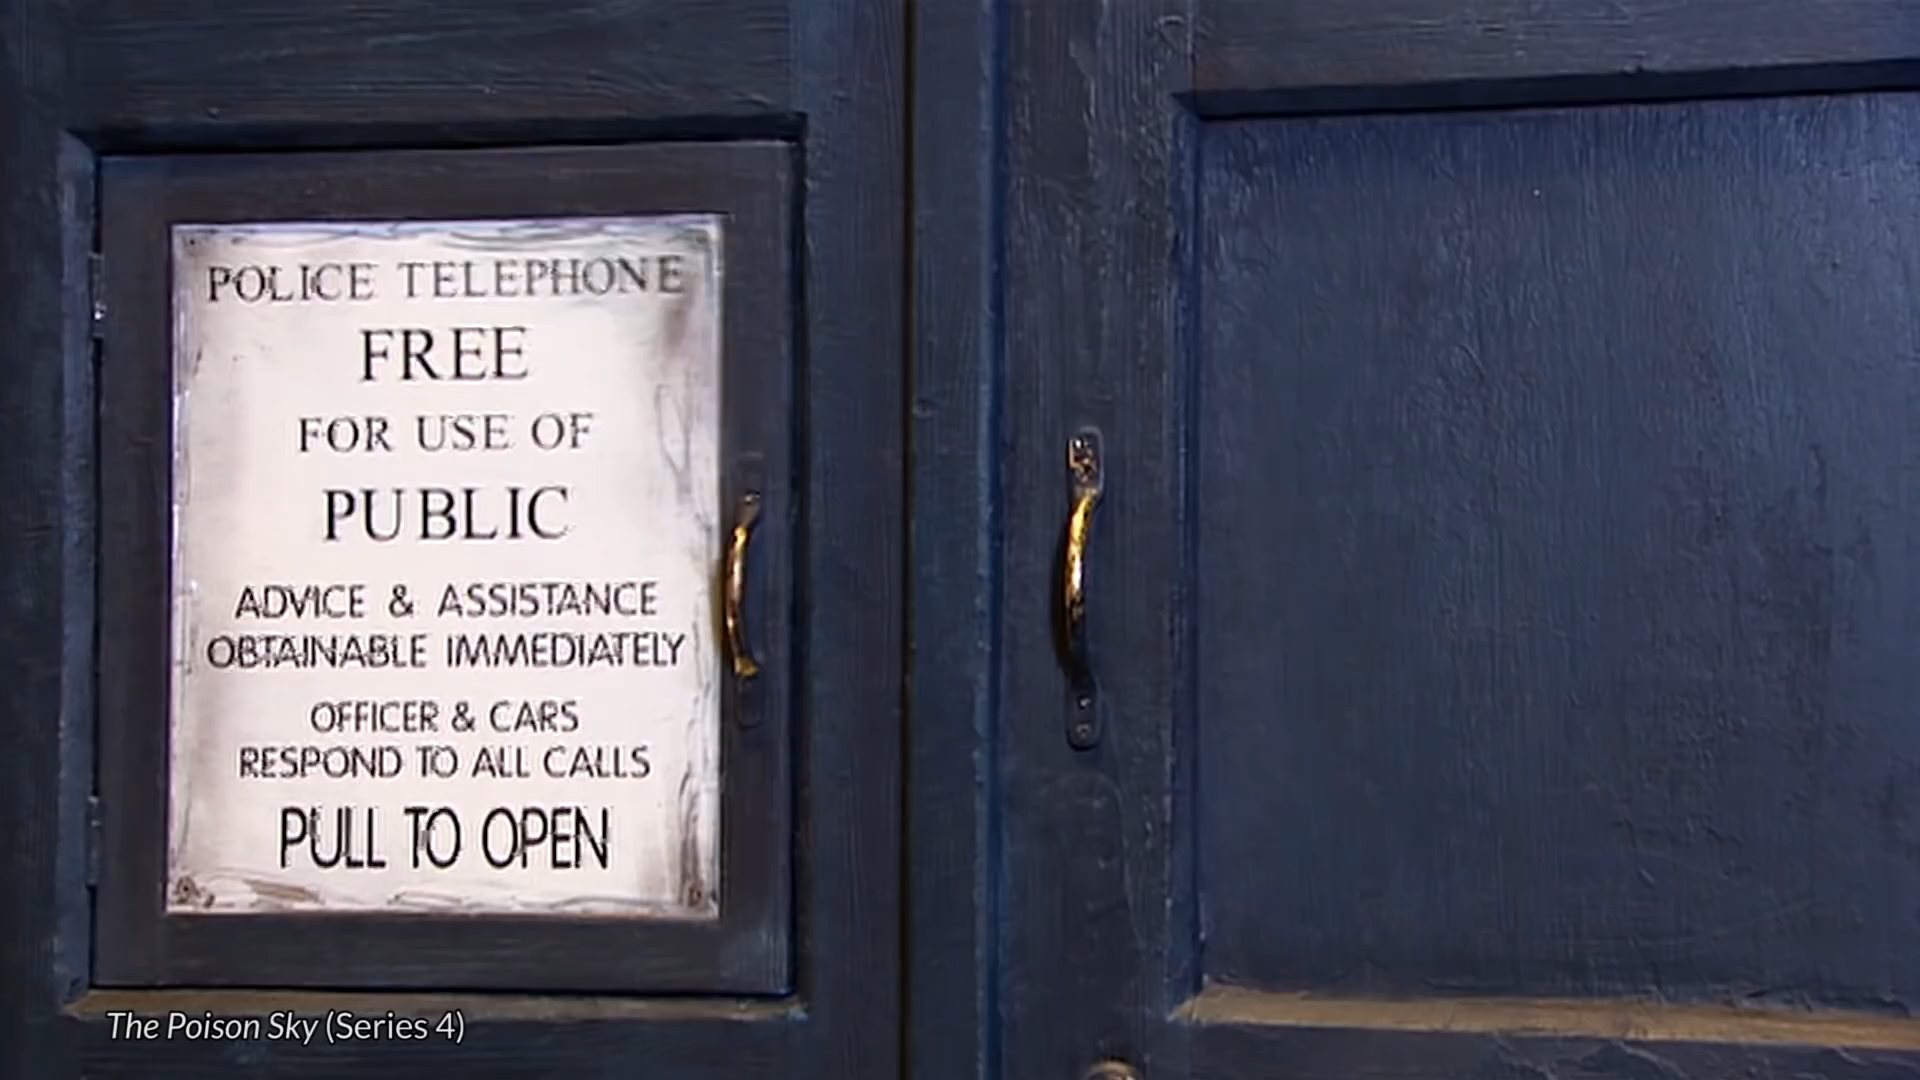 POLICE TELEPHONE
FREE
FOR USE OF
PUBLIC
ADVICE & ASSISTANCE
OBTAINABLE IMMEDIATELY
OFFICER & CARS
RESPOND TO ALL CALLS
PULL TO OPEN
The Poison Sky (Series 4)